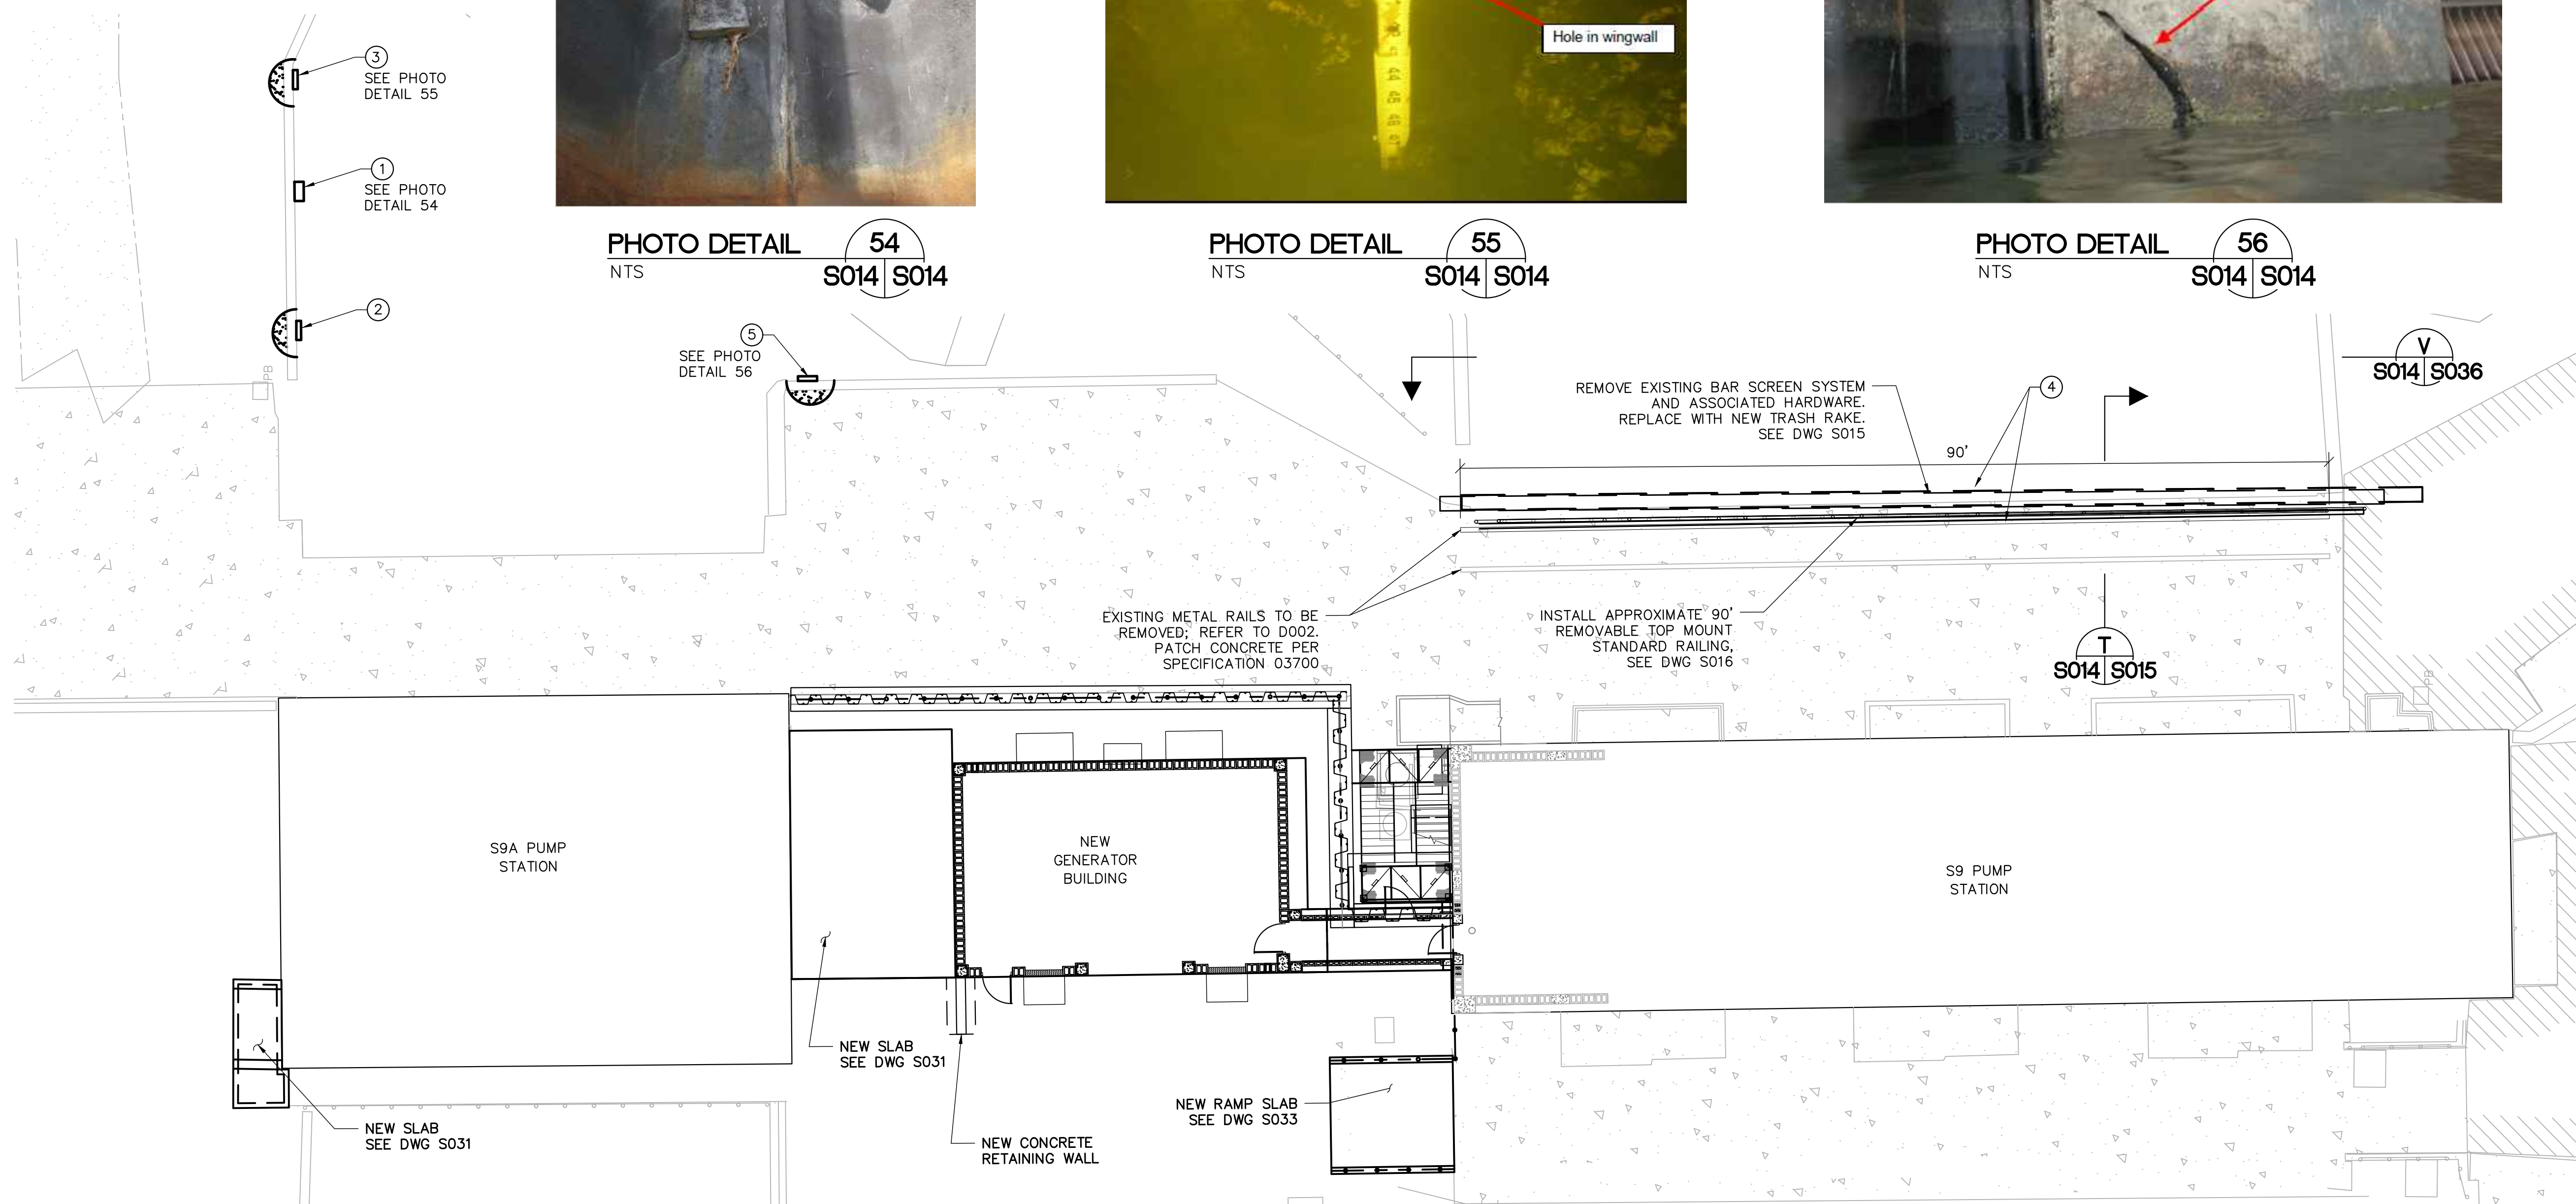 Hole in wingwall
3
SEE PHOTO
DETAIL 55
1
SEE PHOTO
DETAIL 54
2
PHOTO DETAIL
NTS
54
S014 S014
PHOTO DETAIL
NTS
55
S014 S014
PHOTO DETAIL
NTS
56
S014 S014
5
SEE PHOTO
DETAIL 56
PB
REMOVE EXISTING BAR SCREEN SYSTEM
AND ASSOCIATED HARDWARE.
REPLACE WITH NEW TRASH RAKE.
SEE DWG S015
4
90'
V
S014 S036
EXISTING METAL RAILS TO BE
REMOVED; REFER TO D002.
PATCH CONCRETE PER
SPECIFICATION 03700
INSTALL APPROXIMATE 90'
REMOVABLE TOP MOUNT
STANDARD RAILING,
SEE DWG S016
T
S014 S015
PB
S9A PUMP
STATION
NEW
GENERATOR
BUILDING
S9 PUMP
STATION
NEW SLAB
SEE DWG S031
NEW SLAB
SEE DWG S031
NEW CONCRETE
RETAINING WALL
NEW RAMP SLAB
SEE DWG S033